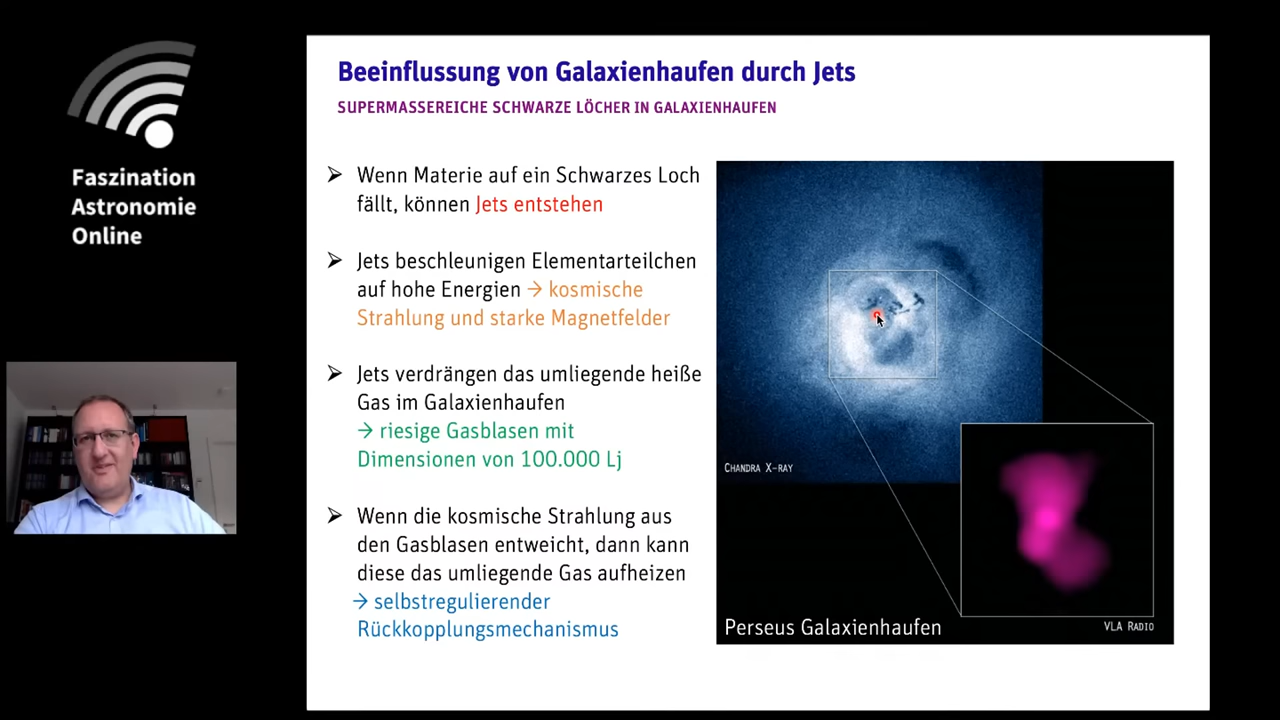 Faszination
Astronomie
Online
Beeinflussung von Galaxienhaufen durch Jets
SUPERMASSEREICHE SCHWARZE LÖCHER IN GALAXIENHAUFEN
➢ Wenn Materie auf ein Schwarzes Loch
fällt, können Jets entstehen
➢ Jets beschleunigen Elementarteilchen
auf hohe Energien → kosmische
Strahlung und starke Magnetfelder
➢ Jets verdrängen das umliegende heiße
Gas im Galaxienhaufen
→ riesige Gasblasen mit
Dimensionen von 100.000 Lj
➢ Wenn die kosmische Strahlung aus
den Gasblasen entweicht, dann kann
diese das umliegende Gas aufheizen
→ selbstregulierender
Rückkopplungsmechanismus
CHANDRA X-RAY
VLA RADIO
Perseus Galaxienhaufen